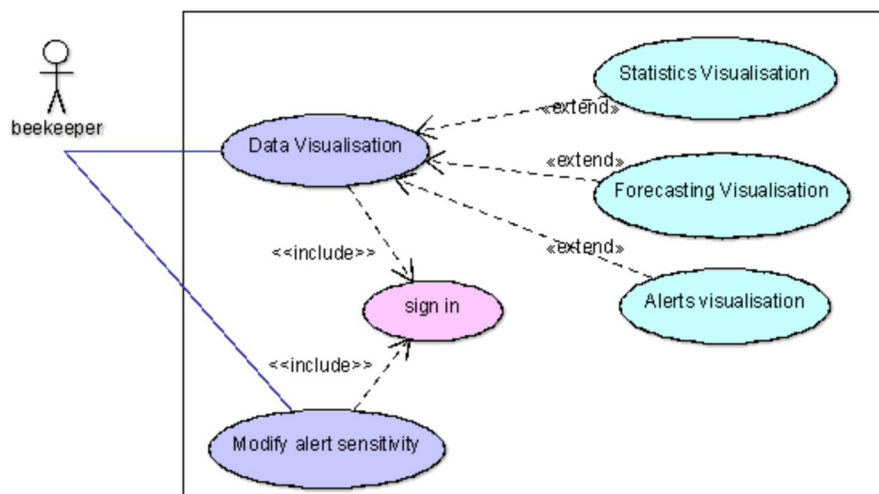 Statistics Visualisation
«extend»
beekeeper
Data Visualisation
«extend»
Forecasting Visualisation
<<include>>
«extend»
sign in
Alerts visualisation
<<include>>
Modify alert sensitivity